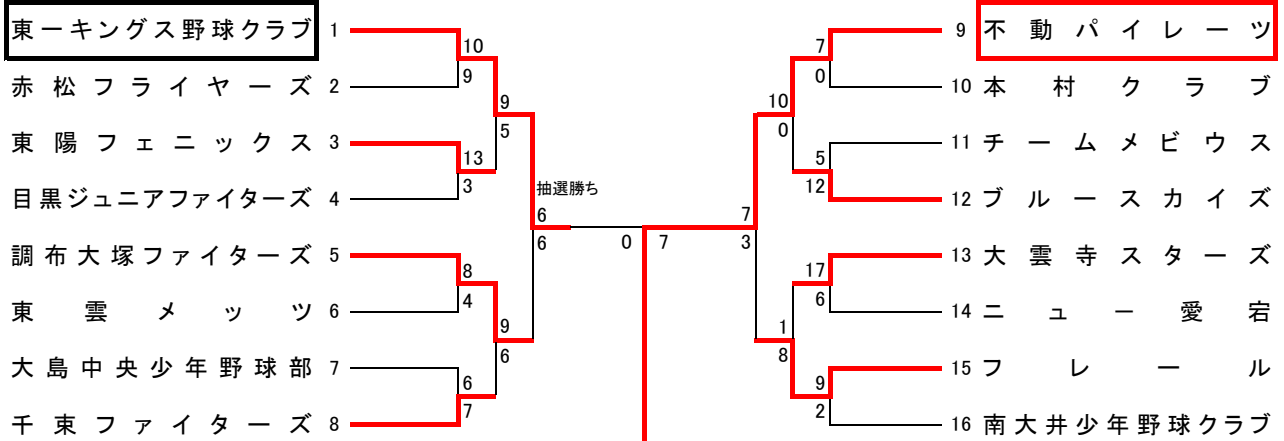 東一キングス野球クラブ 1
赤松フライヤーズ 2
東陽フェニックス 3
目黒ジュニアファイターズ 4
調布大塚ファイターズ 5
東雲メッツ 6
大島中央少年野球部 7
千束ファイターズ 8
10
9
13
3
8
4
6
7
9
5
9
6
抽選勝ち
6
6
0 7
7
3
10
0
1
8
7
0
5
12
17
6
9
2
9 不動パイレーツ
10 本村クラブ
11 チームメビウス
12 ブルースカイズ
13 大雲寺スターズ
14 ニュー愛宕
15 フレール
16 南大井少年野球クラブ